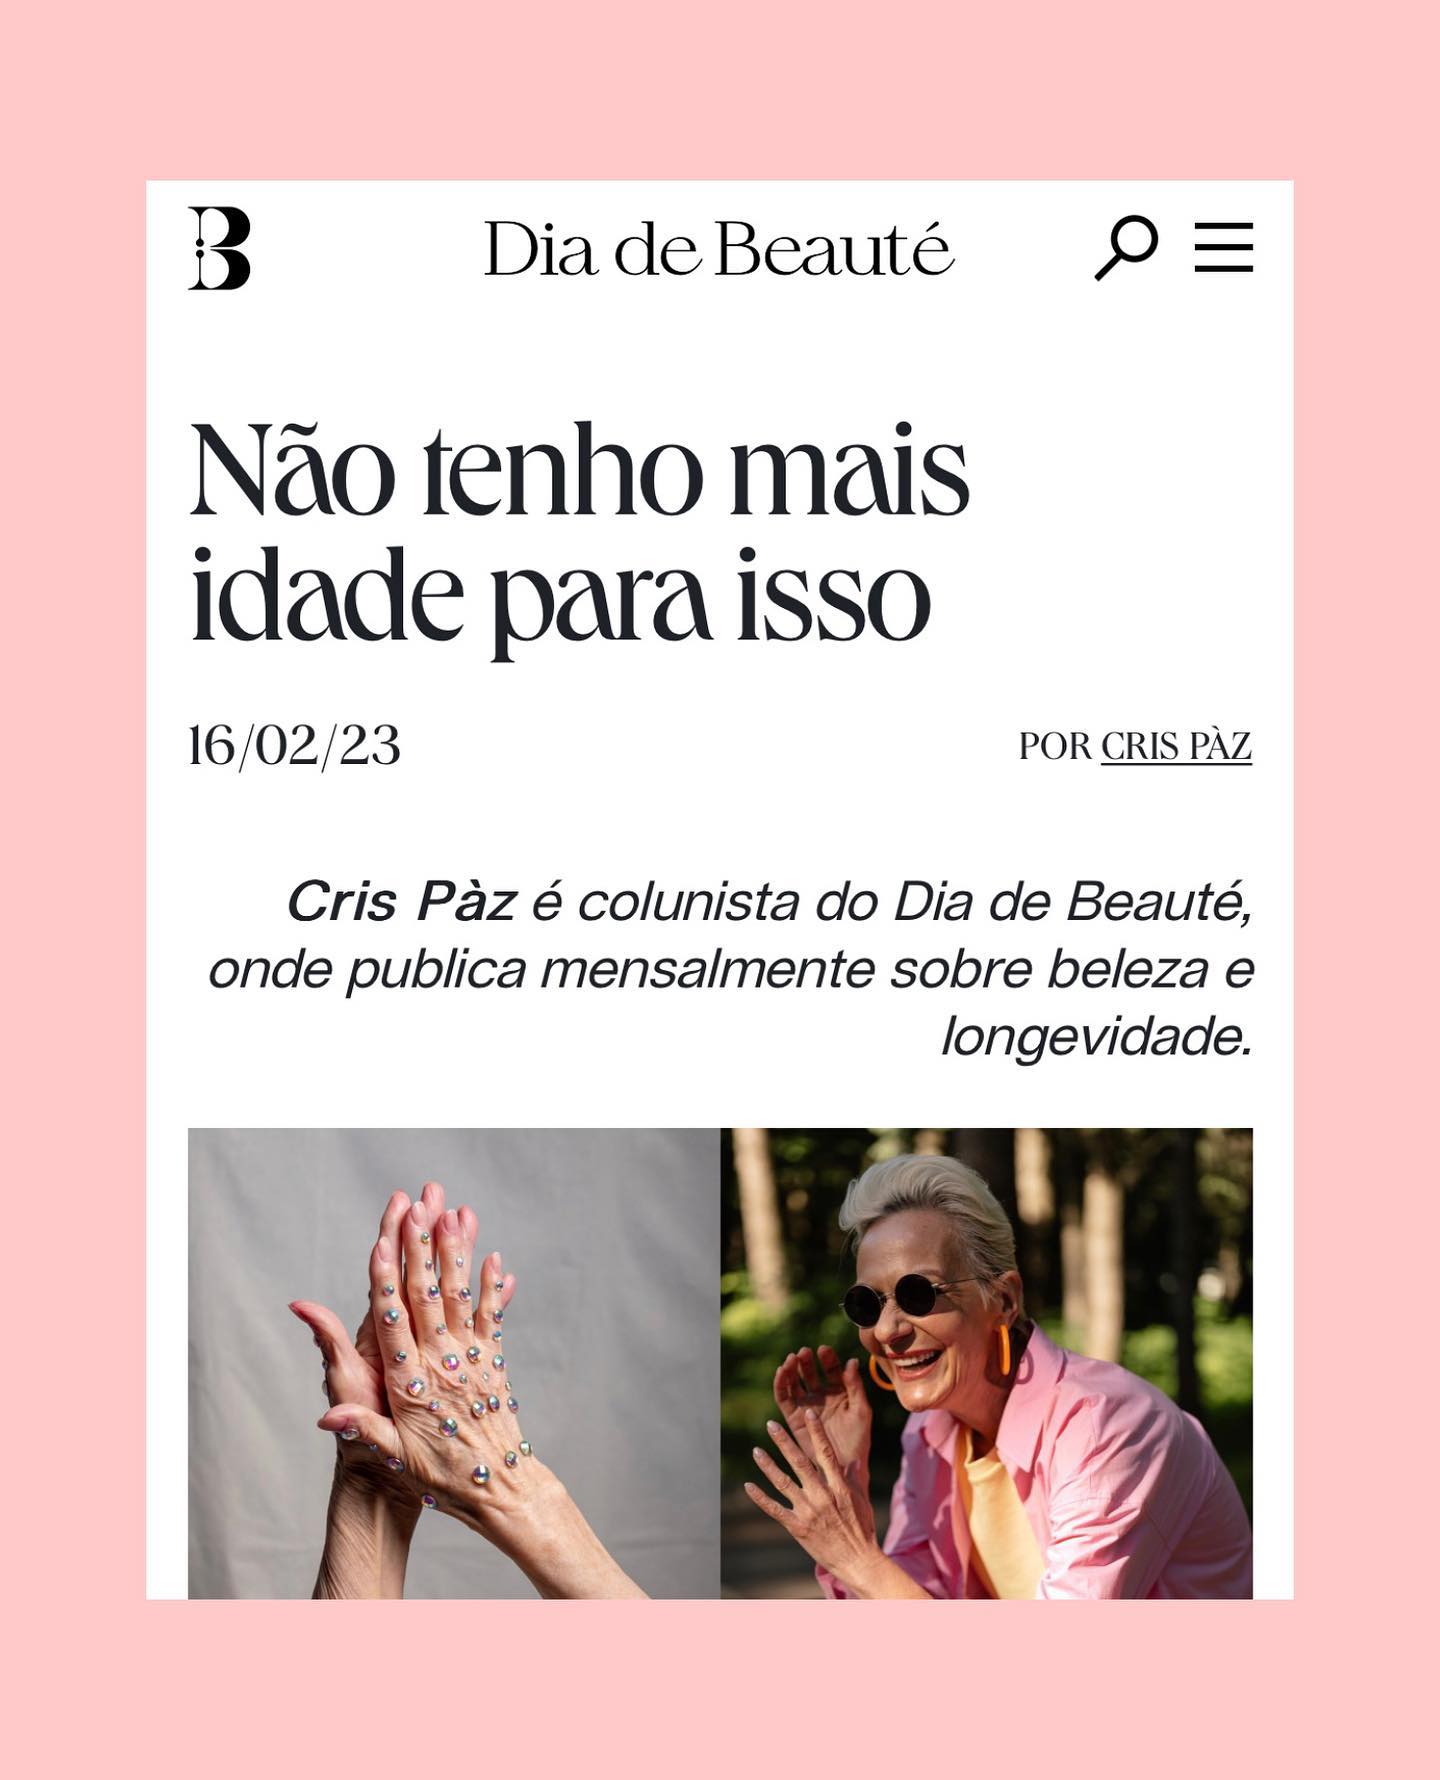 B
Dia de Beauté
Não tenho mais
idade para isso
16/02/23
POR CRIS PÀZ
Cris Pàz é colunista do Dia de Beauté,
onde publica mensalmente sobre beleza e
longevidade.